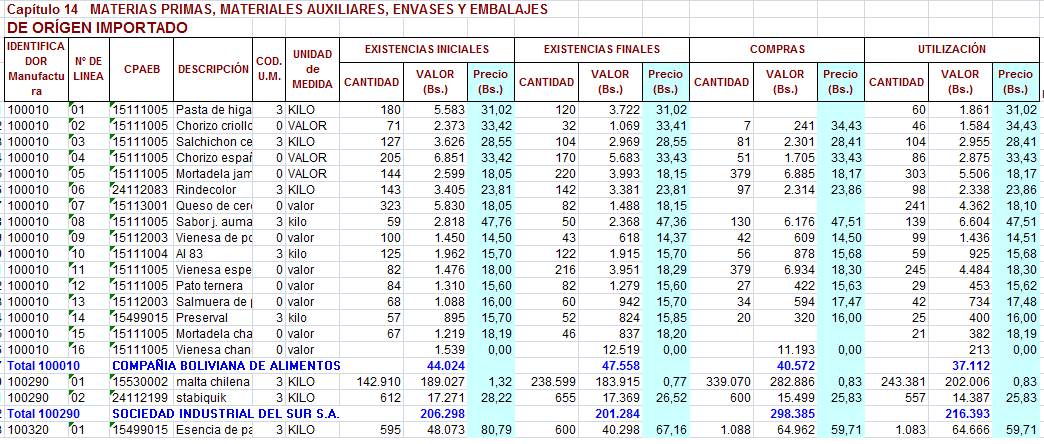 Capítulo 14 MATERIAS PRIMAS, MATERIALES AUXILIARES, ENVASES Y EMBALAJES
DE ORÍGEN IMPORTADO
IDENTIFICADOR Manufactura Nº DE LINEA CPAEB DESCRIPCIÓN COD. U.M. UNIDAD de MEDIDA EXISTENCIAS INICIALES EXISTENCIAS FINALES COMPRAS UTILIZACIÓN
CANTIDAD VALOR (Bs.) Precio (Bs.) CANTIDAD VALOR (Bs.) Precio (Bs.) CANTIDAD VALOR (Bs.) Precio (Bs.) CANTIDAD VALOR (Bs.) Precio (Bs.)
100010 01 15111005 Pasta de higa 3 KILO 180 5.583 31,02 120 3.722 31,02 60 1.861 31,02
100010 02 15111005 Chorizo criollo 0 VALOR 71 2.373 33,42 32 1.069 33,41 7 241 34,43 46 1.584 34,43
100010 03 15111005 Salchichon ce 3 KILO 127 3.626 28,55 104 2.969 28,55 81 2.301 28,41 104 2.955 28,41
100010 04 15111005 Chorizo españ 0 VALOR 205 6.851 33,42 170 5.683 33,43 51 1.705 33,43 86 2.875 33,43
100010 05 15111005 Mortadela jam 0 VALOR 144 2.599 18,05 220 3.993 18,15 379 6.885 18,17 303 5.506 18,17
100010 06 24112083 Rindecolor 3 KILO 143 3.405 23,81 142 3.381 23,81 97 2.314 23,86 98 2.338 23,86
100010 07 15113001 Queso de cer 0 valor 323 5.830 18,05 82 1.488 18,15 241 4.362 18,10
100010 08 15111005 Sabor j. auma 3 kilo 59 2.818 47,76 50 2.368 47,36 130 6.176 47,51 139 6.604 47,51
100010 09 15112003 Vienesa de po 0 valor 100 1.450 14,50 43 618 14,37 42 609 14,50 99 1.436 14,51
100010 10 15111004 Al 83 3 kilo 125 1.962 15,70 122 1.915 15,70 56 878 15,68 59 925 15,68
100010 11 15111005 Vienesa espe 0 valor 82 1.476 18,00 216 3.951 18,29 379 6.934 18,30 245 4.484 18,30
100010 12 15111005 Pato ternera 0 valor 84 1.310 15,60 82 1.279 15,60 27 422 15,63 29 453 15,62
100010 13 15112003 Salmuera de 0 valor 68 1.088 16,00 60 942 15,70 34 594 17,47 42 734 17,48
100010 14 15499015 Preserval 3 kilo 57 895 15,70 52 824 15,85 20 320 16,00 25 400 16,00
100010 15 15111005 Mortadela cha 0 valor 67 1.219 18,19 46 837 18,20 21 382 18,19
100010 16 15111005 Vienesa chan 0 valor 1.539 0,00 12.519 0,00 11.193 0,00 213 0,00
Total 100010 COMPAÑIA BOLIVIANA DE ALIMENTOS 44.024 47.558 40.572 37.112
100290 01 15530002 malta chilena 3 KILO 142.910 189.027 1,32 238.599 183.915 0,77 339.070 282.886 0,83 243.381 202.006 0,83
100290 02 24112199 stabiquik 3 KILO 612 17.271 28,22 655 17.369 26,52 600 15.499 25,83 557 14.387 25,83
Total 100290 SOCIEDAD INDUSTRIAL DEL SUR S.A. 206.298 201.284 298.385 216.393
100320 01 15499015 Esencia de pa 3 KILO 595 48.073 80,79 600 40.298 67,16 1.088 64.962 59,71 1.083 64.666 59,71